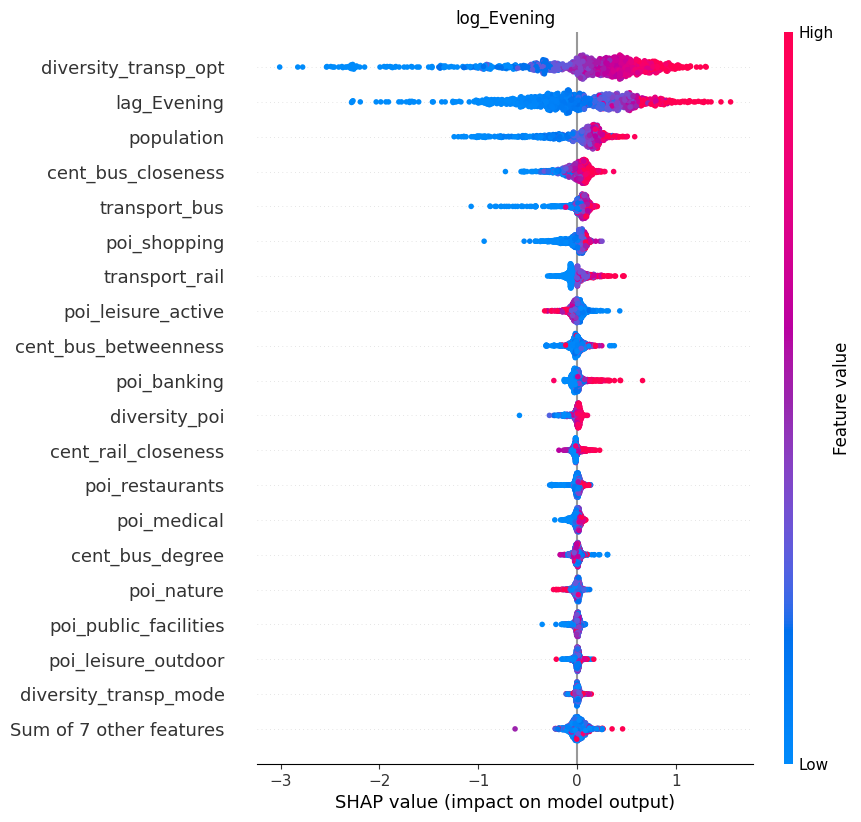 log_Evening
High
diversity_transp_opt
lag_Evening
population
cent_bus_closeness
transport_bus
poi_shopping
transport_rail
poi_leisure_active
cent_bus_betweenness
poi_banking
diversity_poi
cent_rail_closeness
poi_restaurants
poi_medical
cent_bus_degree
poi_nature
poi_public_facilities
poi_leisure_outdoor
diversity_transp_mode
Sum of 7 other features
Feature value
Low
−3 −2 −1 0 1
SHAP value (impact on model output)